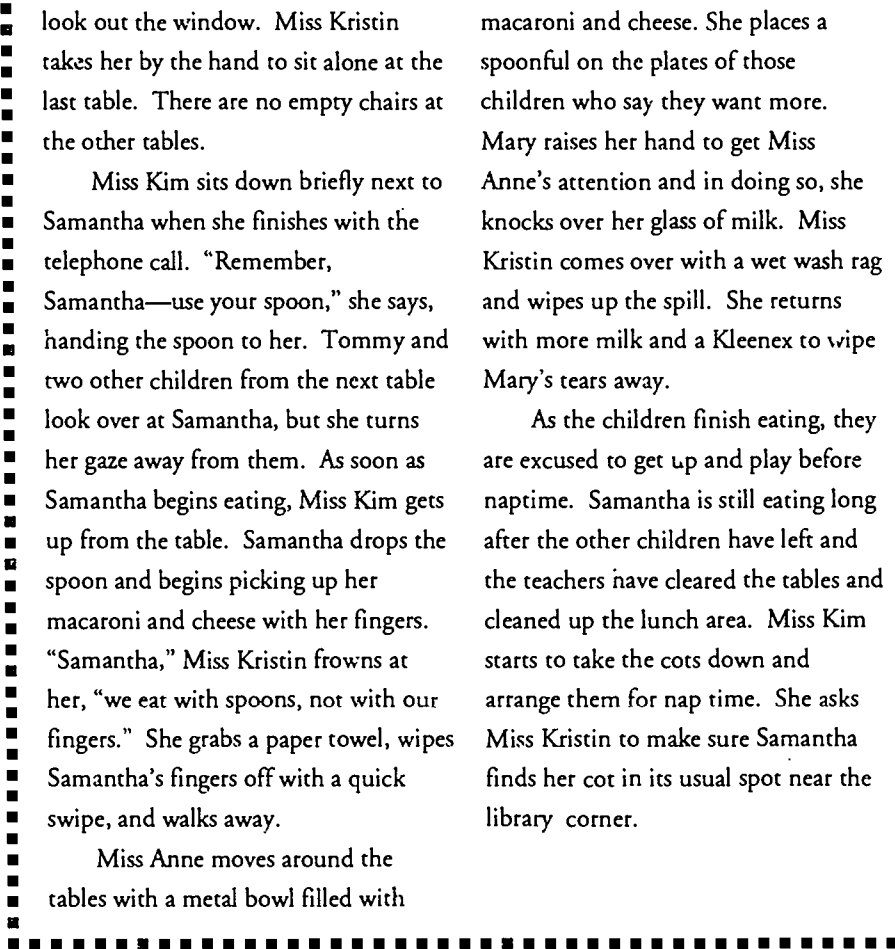 look out the window. Miss Kristin
takes her by the hand to sit alone at the
last table. There are no empty chairs at
the other tables.
Miss Kim sits down briefly next to
Samantha when she finishes with the
telephone call. “Remember,
Samantha—use your spoon,” she says,
handing the spoon to her. Tommy and
two other children from the next table
look over at Samantha, but she turns
her gaze away from them. As soon as
Samantha begins eating, Miss Kim gets
up from the table. Samantha drops the
spoon and begins picking up her
macaroni and cheese with her fingers.
“Samantha,” Miss Kristin frowns at
her, “we eat with spoons, not with our
fingers.” She grabs a paper towel, wipes
Samantha’s fingers off with a quick
swipe, and walks away.
Miss Anne moves around the
tables with a metal bowl filled with
macaroni and cheese. She places a
spoonful on the plates of those
children who say they want more.
Mary raises her hand to get Miss
Anne’s attention and in doing so, she
knocks over her glass of milk. Miss
Kristin comes over with a wet wash rag
and wipes up the spill. She returns
with more milk and a Kleenex to wipe
Mary’s tears away.
As the children finish eating, they
are excused to get up and play before
naptime. Samantha is still eating long
after the other children have left and
the teachers have cleared the tables and
cleaned up the lunch area. Miss Kim
starts to take the cots down and
arrange them for nap time. She asks
Miss Kristin to make sure Samantha
finds her cot in its usual spot near the
library corner.